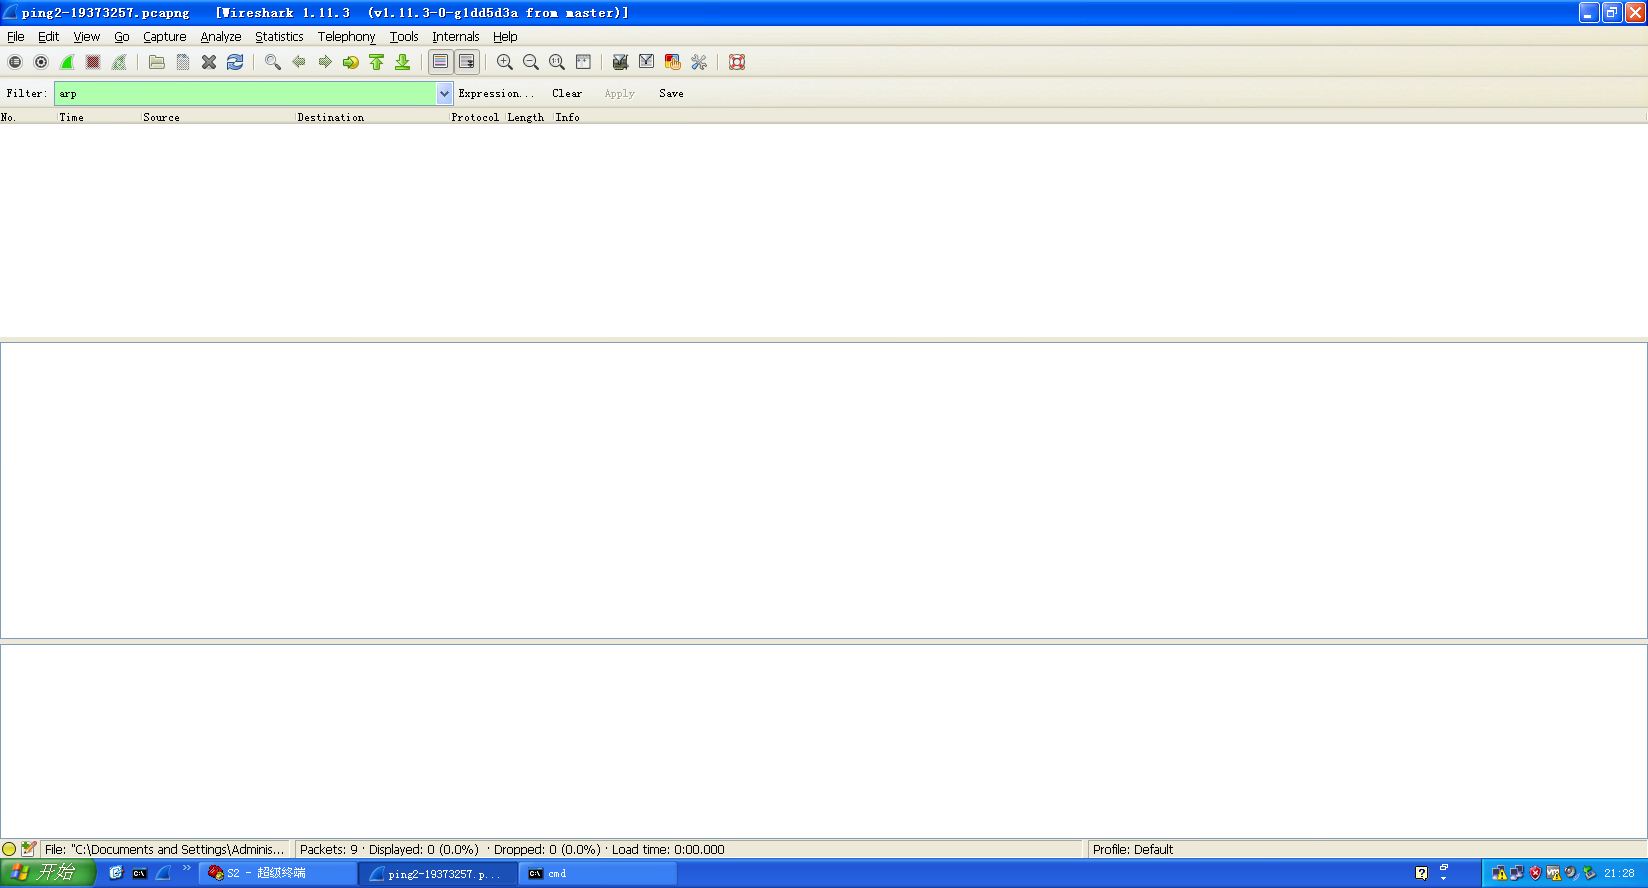 ping2-19373257.pcapng   [Wireshark 1.11.3  (v1.11.3-0-g1dd5d3a from master)]
File Edit View Go Capture Analyze Statistics Telephony Tools Internals Help
Filter: arp Expression... Clear Apply Save
No. Time Source Destination Protocol Length Info
File: "C:\Documents and Settings\Adminis... Packets: 9 · Displayed: 0 (0.0%) · Dropped: 0 (0.0%) · Load time: 0:00.000 Profile: Default
开始 S2 - 超级终端 ping2-19373257.p... cmd 21:28